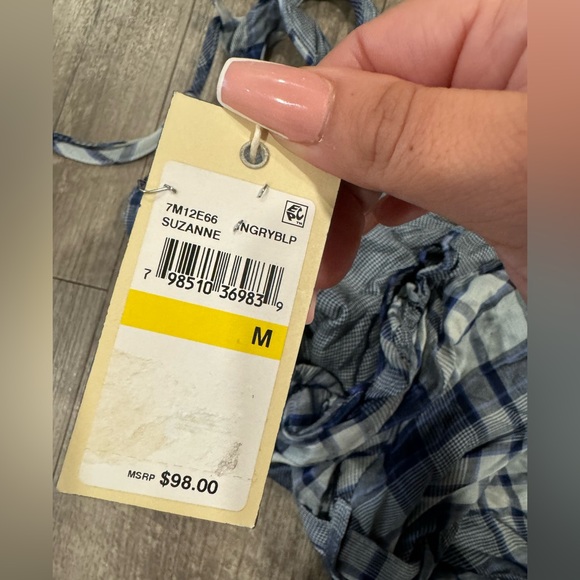 7M12E66 NGRYBLP
SUZANNE
7 98510 36983 9
M
MSRP $98.00